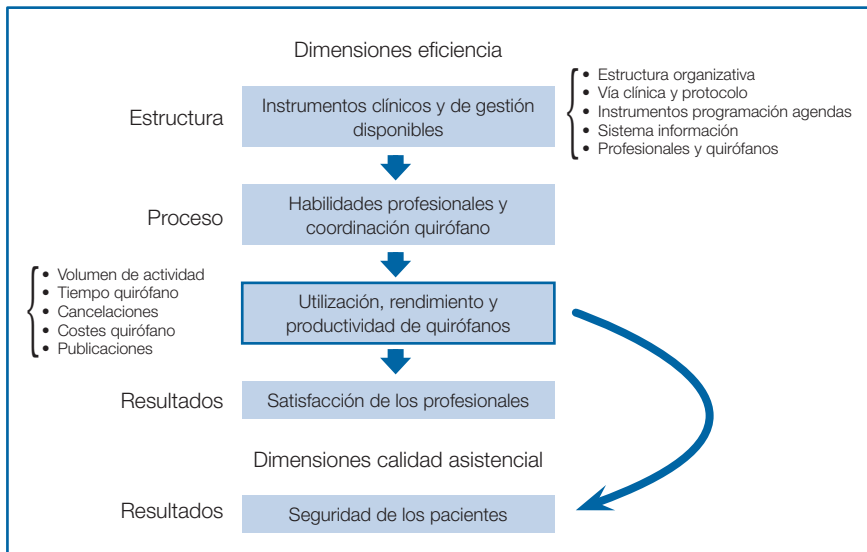 Dimensiones eficiencia
Estructura
Instrumentos clínicos y de gestión
disponibles
• Estructura organizativa
• Vía clínica y protocolo
• Instrumentos programación agendas
• Sistema información
• Profesionales y quirófanos
Proceso
Habilidades profesionales y
coordinación quirófano
• Volumen de actividad
• Tiempo quirófano
• Cancelaciones
• Costes quirófano
• Publicaciones
Utilización, rendimiento y
productividad de quirófanos
Resultados
Satisfacción de los profesionales
Dimensiones calidad asistencial
Resultados
Seguridad de los pacientes